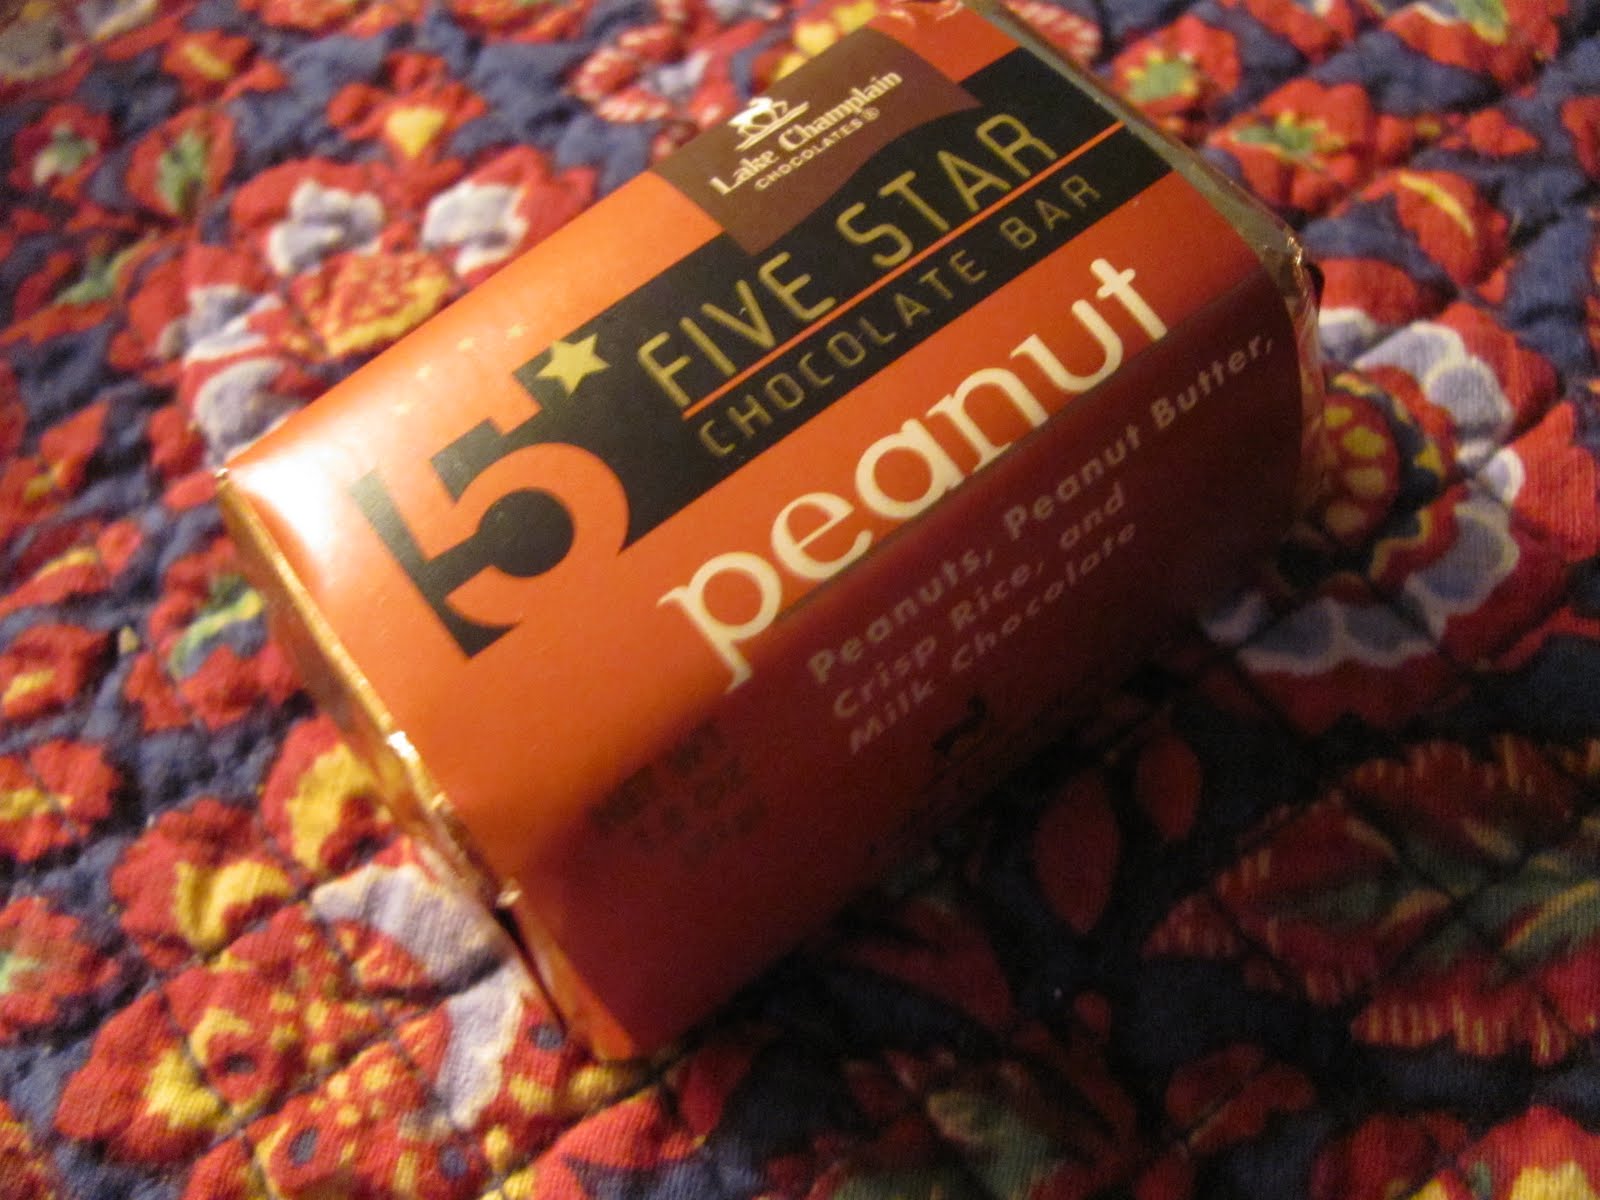 Lake Champlain
CHOCOLATES®
5
FIVE STAR
CHOCOLATE BAR
peanut
Peanuts, Peanut Butter,
Crisp Rice, and
Milk Chocolate